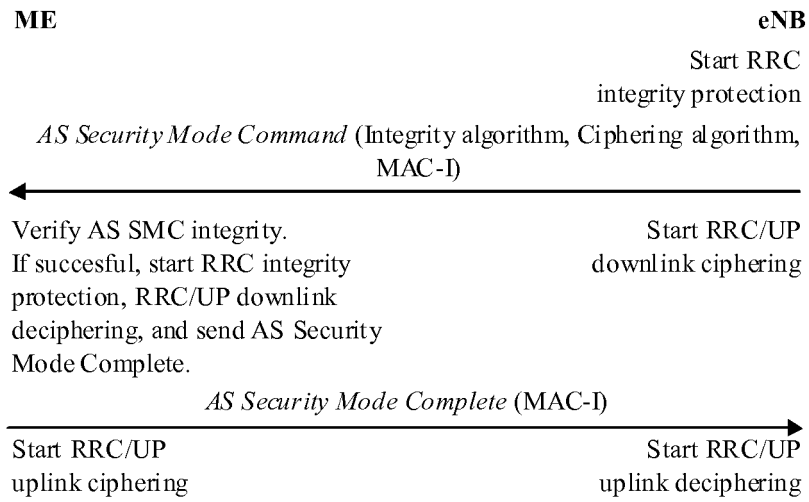 ME
eNB
Start RRC
integrity protection
AS Security Mode Command (Integrity algorithm, Ciphering algorithm,
MAC-I)
Verify AS SMC integrity.
If succesful, start RRC integrity
protection, RRC/UP downlink
deciphering, and send AS Security
Mode Complete.
Start RRC/UP
downlink ciphering
AS Security Mode Complete (MAC-I)
Start RRC/UP
uplink ciphering
Start RRC/UP
uplink deciphering